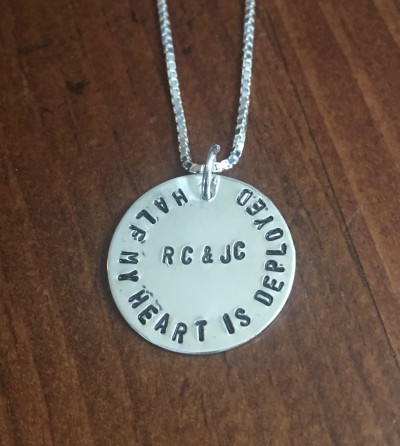 HALF MY HEART IS DEPLOYED
RC & JC